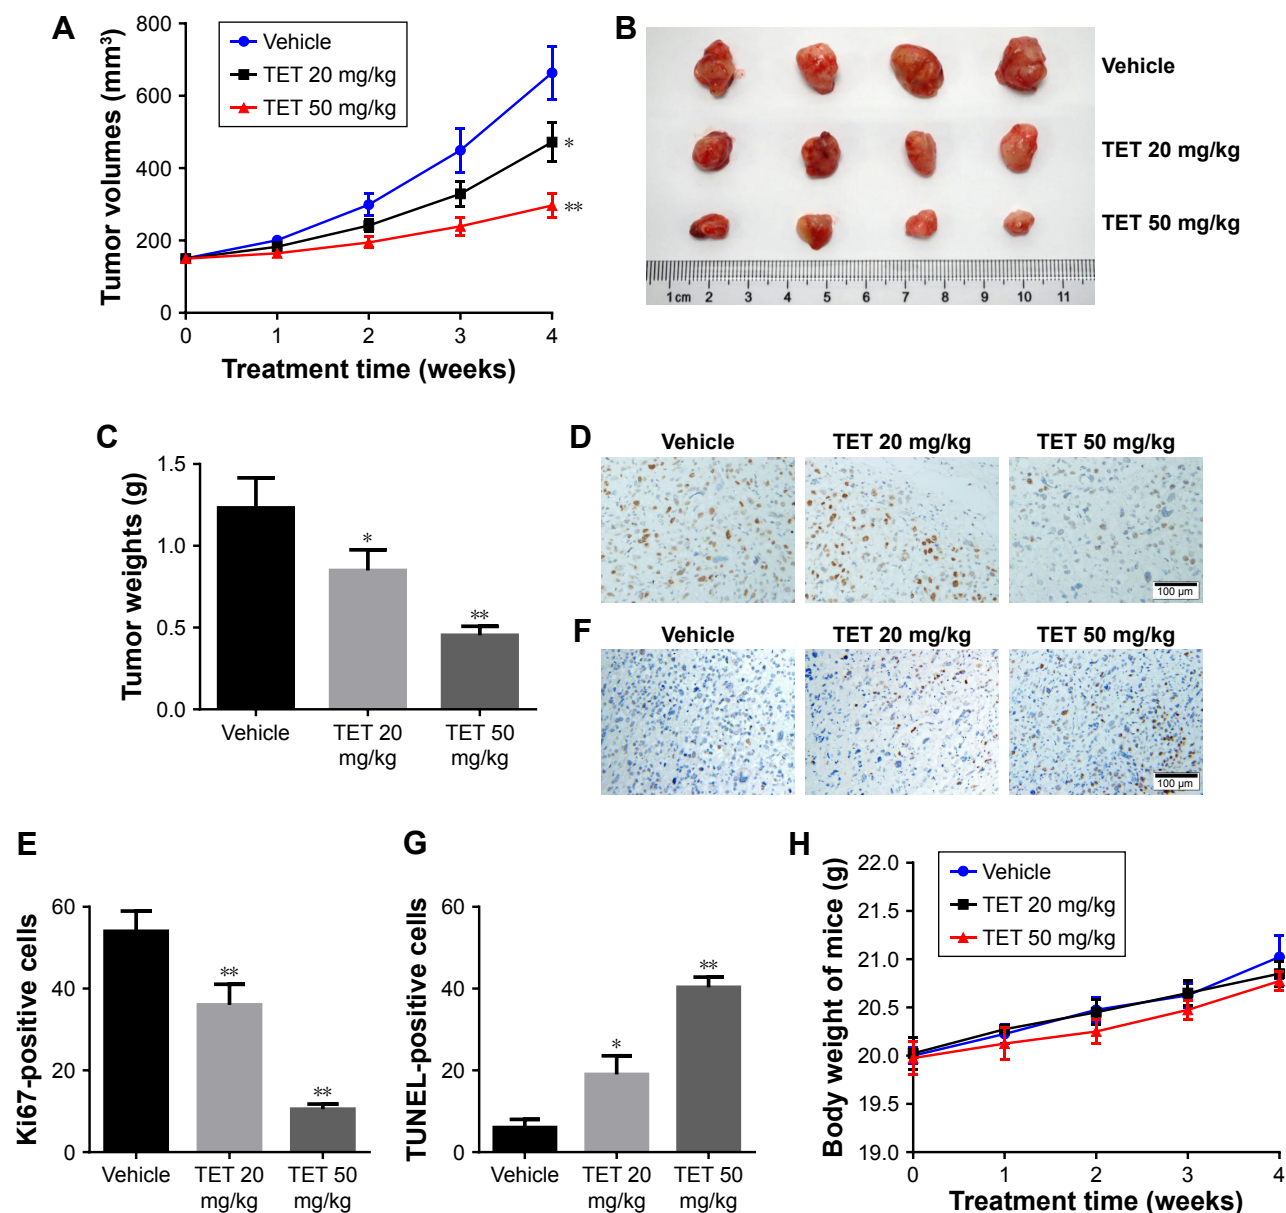 A
800
600
400
200
0
Tumor volumes (mm³)
Vehicle
TET 20 mg/kg
TET 50 mg/kg
*
**
0 1 2 3 4
Treatment time (weeks)
B
Vehicle
TET 20 mg/kg
TET 50 mg/kg
1 cm 2 3 4 5 6 7 8 9 10 11
C
1.5
1.0
0.5
0.0
Tumor weights (g)
*
**
Vehicle
TET 20
mg/kg
TET 50
mg/kg
D
Vehicle
TET 20 mg/kg
TET 50 mg/kg
100 µm
F
Vehicle
TET 20 mg/kg
TET 50 mg/kg
100 µm
E
60
40
20
0
Ki67-positive cells
**
**
Vehicle
TET 20
mg/kg
TET 50
mg/kg
G
60
40
20
0
TUNEL-positive cells
*
**
Vehicle
TET 20
mg/kg
TET 50
mg/kg
H
22.0
21.5
21.0
20.5
20.0
19.5
19.0
Body weight of mice (g)
Vehicle
TET 20 mg/kg
TET 50 mg/kg
0 1 2 3 4
Treatment time (weeks)